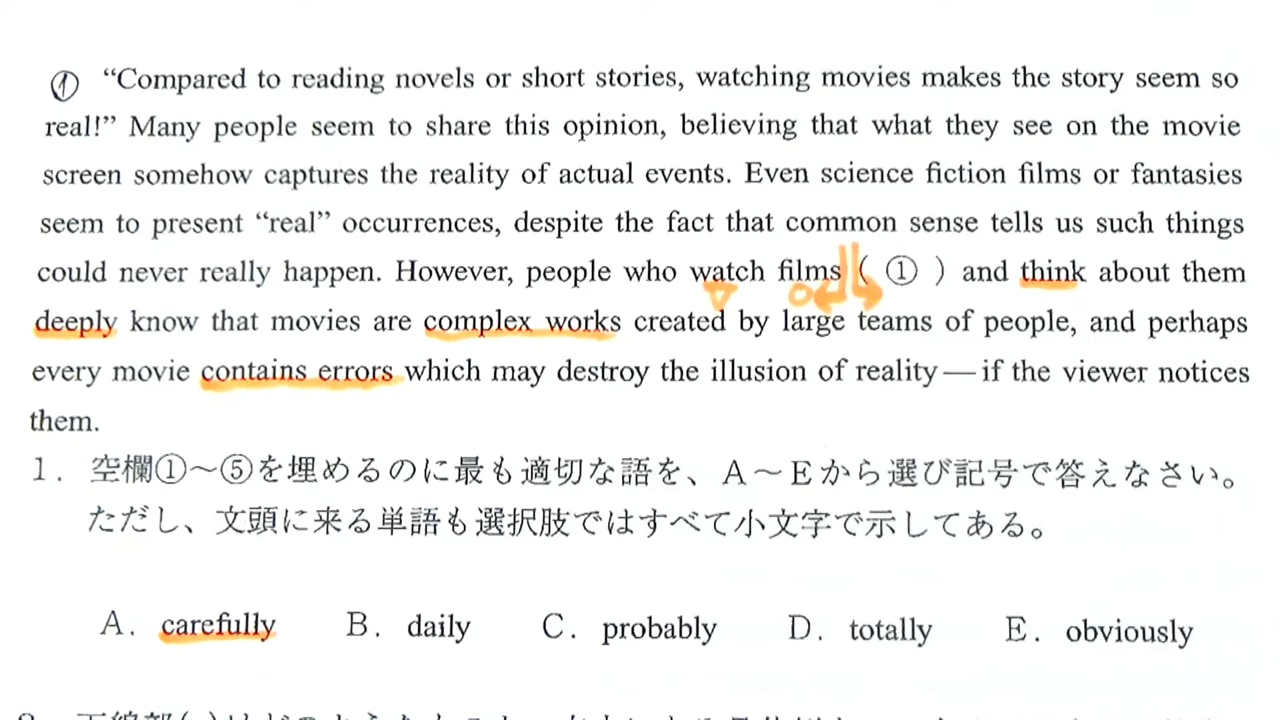 ① “Compared to reading novels or short stories, watching movies makes the story seem so
real!” Many people seem to share this opinion, believing that what they see on the movie
screen somehow captures the reality of actual events. Even science fiction films or fantasies
seem to present “real” occurrences, despite the fact that common sense tells us such things
could never really happen. However, people who watch films ( ① ) and think about them
deeply know that movies are complex works created by large teams of people, and perhaps
every movie contains errors which may destroy the illusion of reality—if the viewer notices
them.
1. 空欄①~⑤を埋めるのに最も適切な語を、A~Eから選び記号で答えなさい。
ただし、文頭に来る単語も選択肢ではすべて小文字で示してある。
A. carefully B. daily C. probably D. totally E. obviously